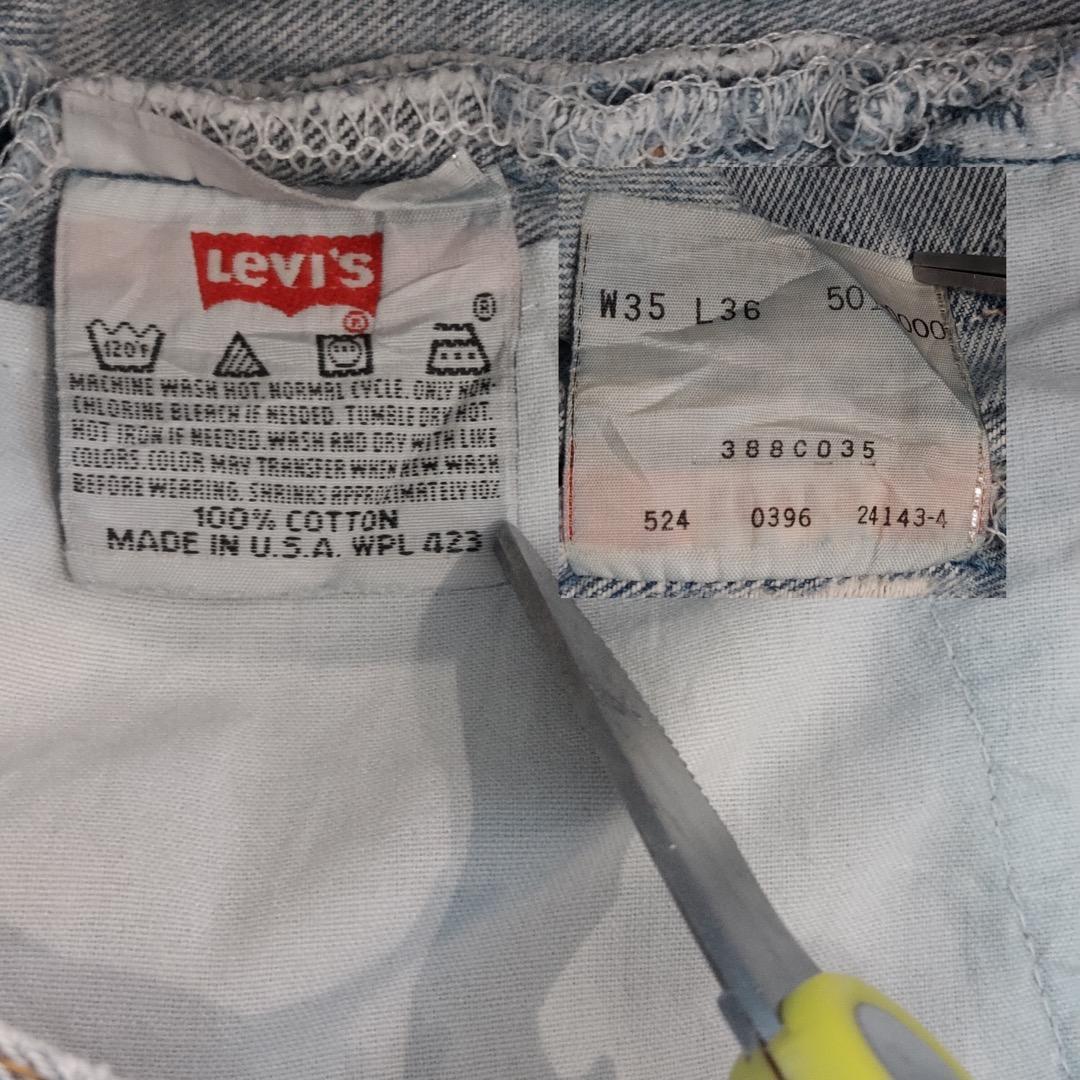 LEVI'S
®
®
120°F
MACHINE WASH HOT. NORMAL CYCLE. ONLY NON-
CHLORINE BLEACH IF NEEDED. TUMBLE DRY HOT.
HOT IRON IF NEEDED. WASH AND DRY WITH LIKE
COLORS. COLOR MAY TRANSFER WHEN NEW. WASH
BEFORE WEARING. SHRINKS APPROXIMATELY 10%
100% COTTON
MADE IN U.S.A. WPL 423
W35 L36
388C035
524 0396 24143-4